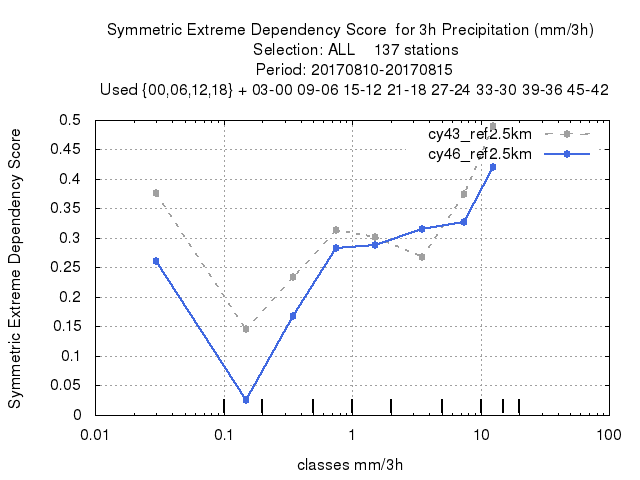 Symmetric Extreme Dependency Score  for 3h Precipitation (mm/3h)
Selection: ALL    137 stations
Period: 20170810-20170815
Used {00,06,12,18} + 03-00 09-06 15-12 21-18 27-24 33-30 39-36 45-42
cy43_ref2.5km
cy46_ref2.5km
Symmetric Extreme Dependency Score
0.5
0.45
0.4
0.35
0.3
0.25
0.2
0.15
0.1
0.05
0
0.01 0.1 1 10 100
classes mm/3h